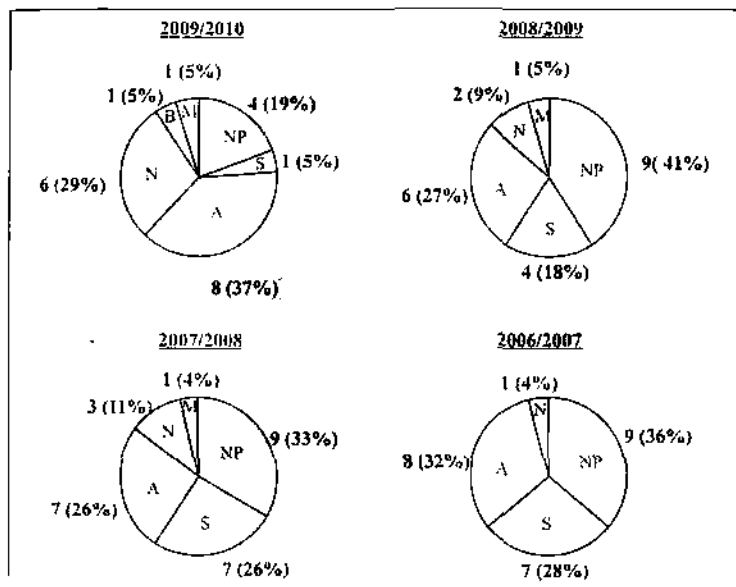 2009/2010
1 (5%)
1 (5%)
4 (19%)
B
M
NP
S
1 (5%)
6 (29%)
N
A
8 (37%)
2008/2009
1 (5%)
2 (9%)
M
N
NP
9( 41%)
6 (27%)
A
S
4 (18%)
2007/2008
1 (4%)
3 (11%)
M
N
NP
9 (33%)
A
7 (26%)
S
7 (26%)
2006/2007
1 (4%)
N
NP
9 (36%)
8 (32%)
A
S
7 (28%)